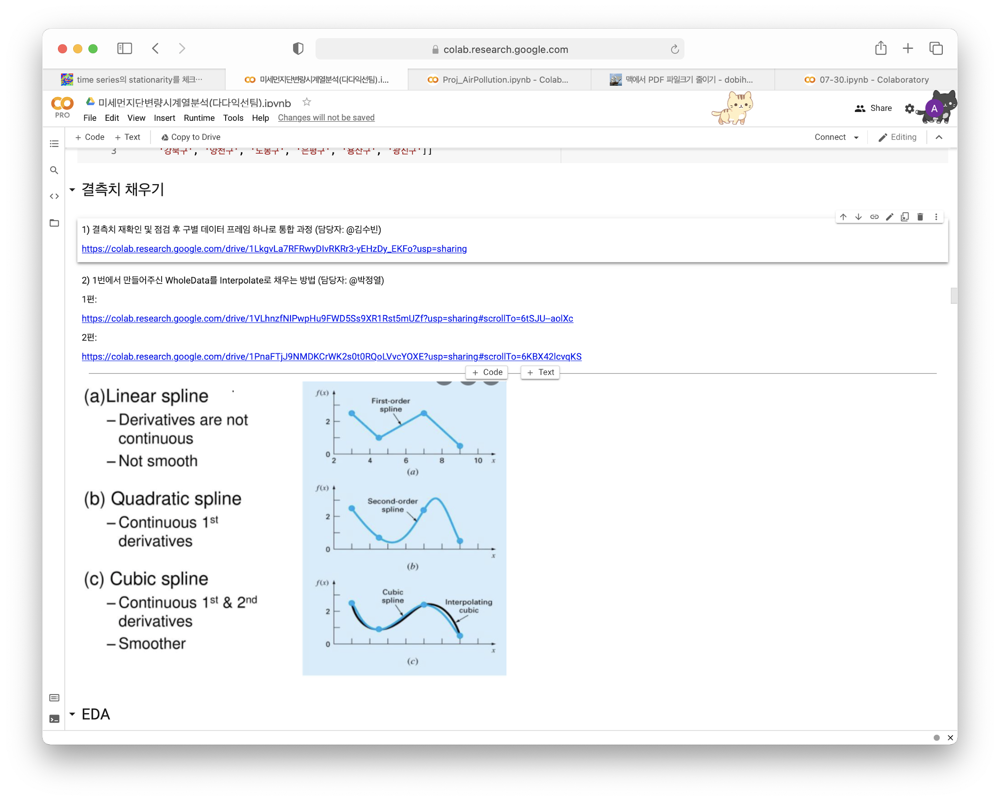 colab.research.google.com
time series의 stationarity를 체크…
미세먼지단변량시계열분석(다다익선팀).i...
Proj_AirPollution.ipynb - Colab...
맥에서 PDF 파일크기 줄이기 - dobih...
07-30.ipynb - Colaboratory
PRO
미세먼지단변량시계열분석(다다익선팀).ipynb
File Edit View Insert Runtime Tools Help Changes will not be saved
Share
A
+ Code + Text Copy to Drive
Connect Editing
3 '강북구', '양천구', '도봉구', '은평구', '용산구', '광진구']]
결측치 채우기
1) 결측치 재확인 및 점검 후 구별 데이터 프레임 하나로 통합 과정 (담당자: @김수빈)
https://colab.research.google.com/drive/1LkgvLa7RFRwyDIvRKRr3-yEHzDy_EKFo?usp=sharing
2) 1번에서 만들어주신 WholeData를 Interpolate로 채우는 방법 (담당자: @박정열)
1편:
https://colab.research.google.com/drive/1VLhnzfNIPwpHu9FWD5Ss9XR1Rst5mUZf?usp=sharing#scrollTo=6tSJU--aolXc
2편:
https://colab.research.google.com/drive/1PnaFTjJ9NMDKCrWK2s0t0RQoLVvcYOXE?usp=sharing#scrollTo=6KBX42lcvqKS
+ Code + Text
(a)Linear spline
– Derivatives are not
continuous
– Not smooth
(b) Quadratic spline
– Continuous 1st
derivatives
(c) Cubic spline
– Continuous 1st & 2nd
derivatives
– Smoother
f(x)
First-order
spline
2
0
2 4 6 8 10 x
(a)
f(x)
Second-order
spline
2
0
x
(b)
f(x)
Cubic
spline
Interpolating
cubic
2
0
x
(c)
EDA